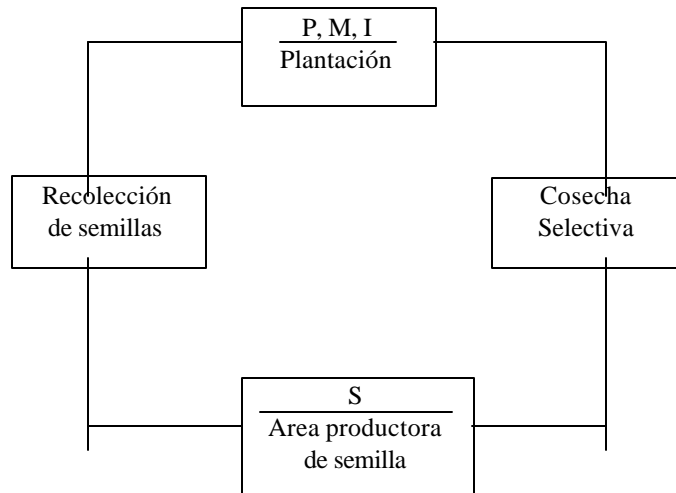 P, M, I
Plantación
Recolección
de semillas
Cosecha
Selectiva
S
Area productora
de semilla